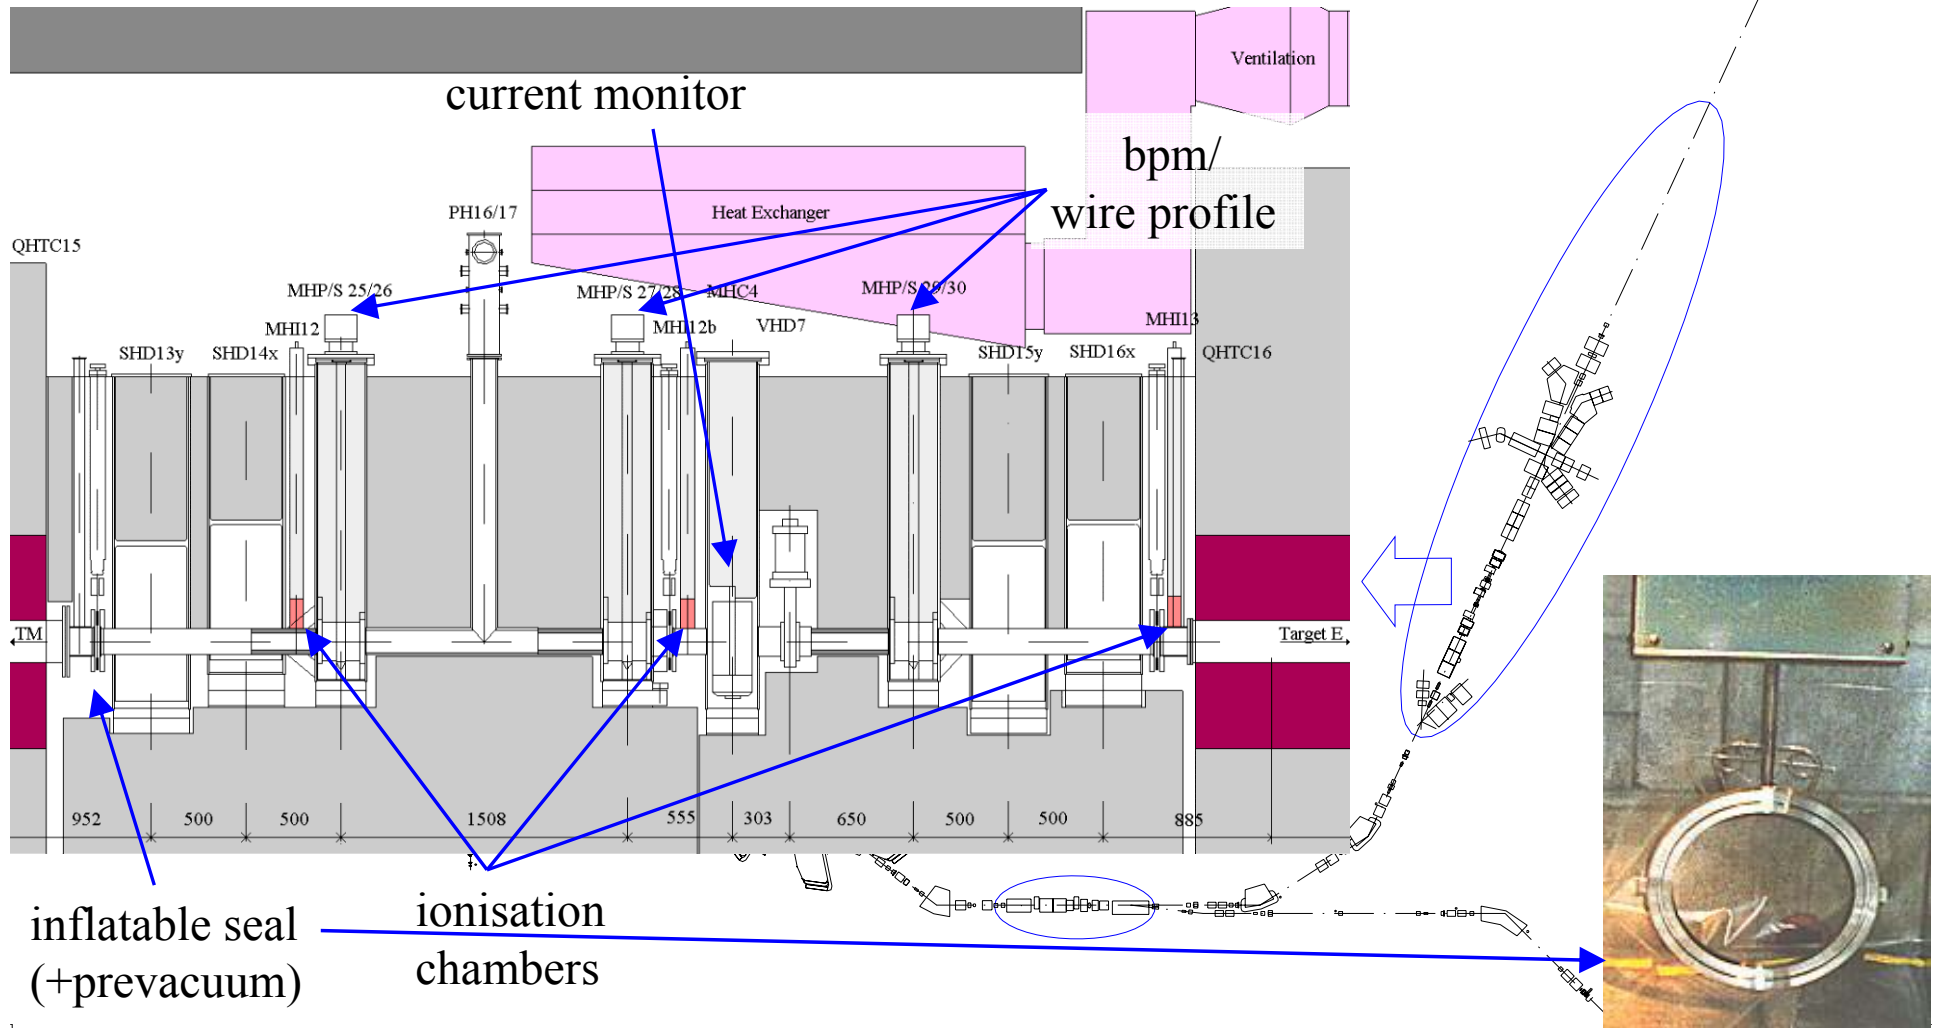 Ventilation
current monitor
bpm/
wire profile
PH16/17
Heat Exchanger
QHTC15
MHP/S 25/26
MHP/S 27/28
MHC4
MHP/S 29/30
MHI12
MHI12b
VHD7
MHI13
SHD13y
SHD14x
SHD15y
SHD16x
QHTC16
TM
Target E
952
500
500
1508
555
303
650
500
500
885
inflatable seal
(+prevacuum)
ionisation
chambers